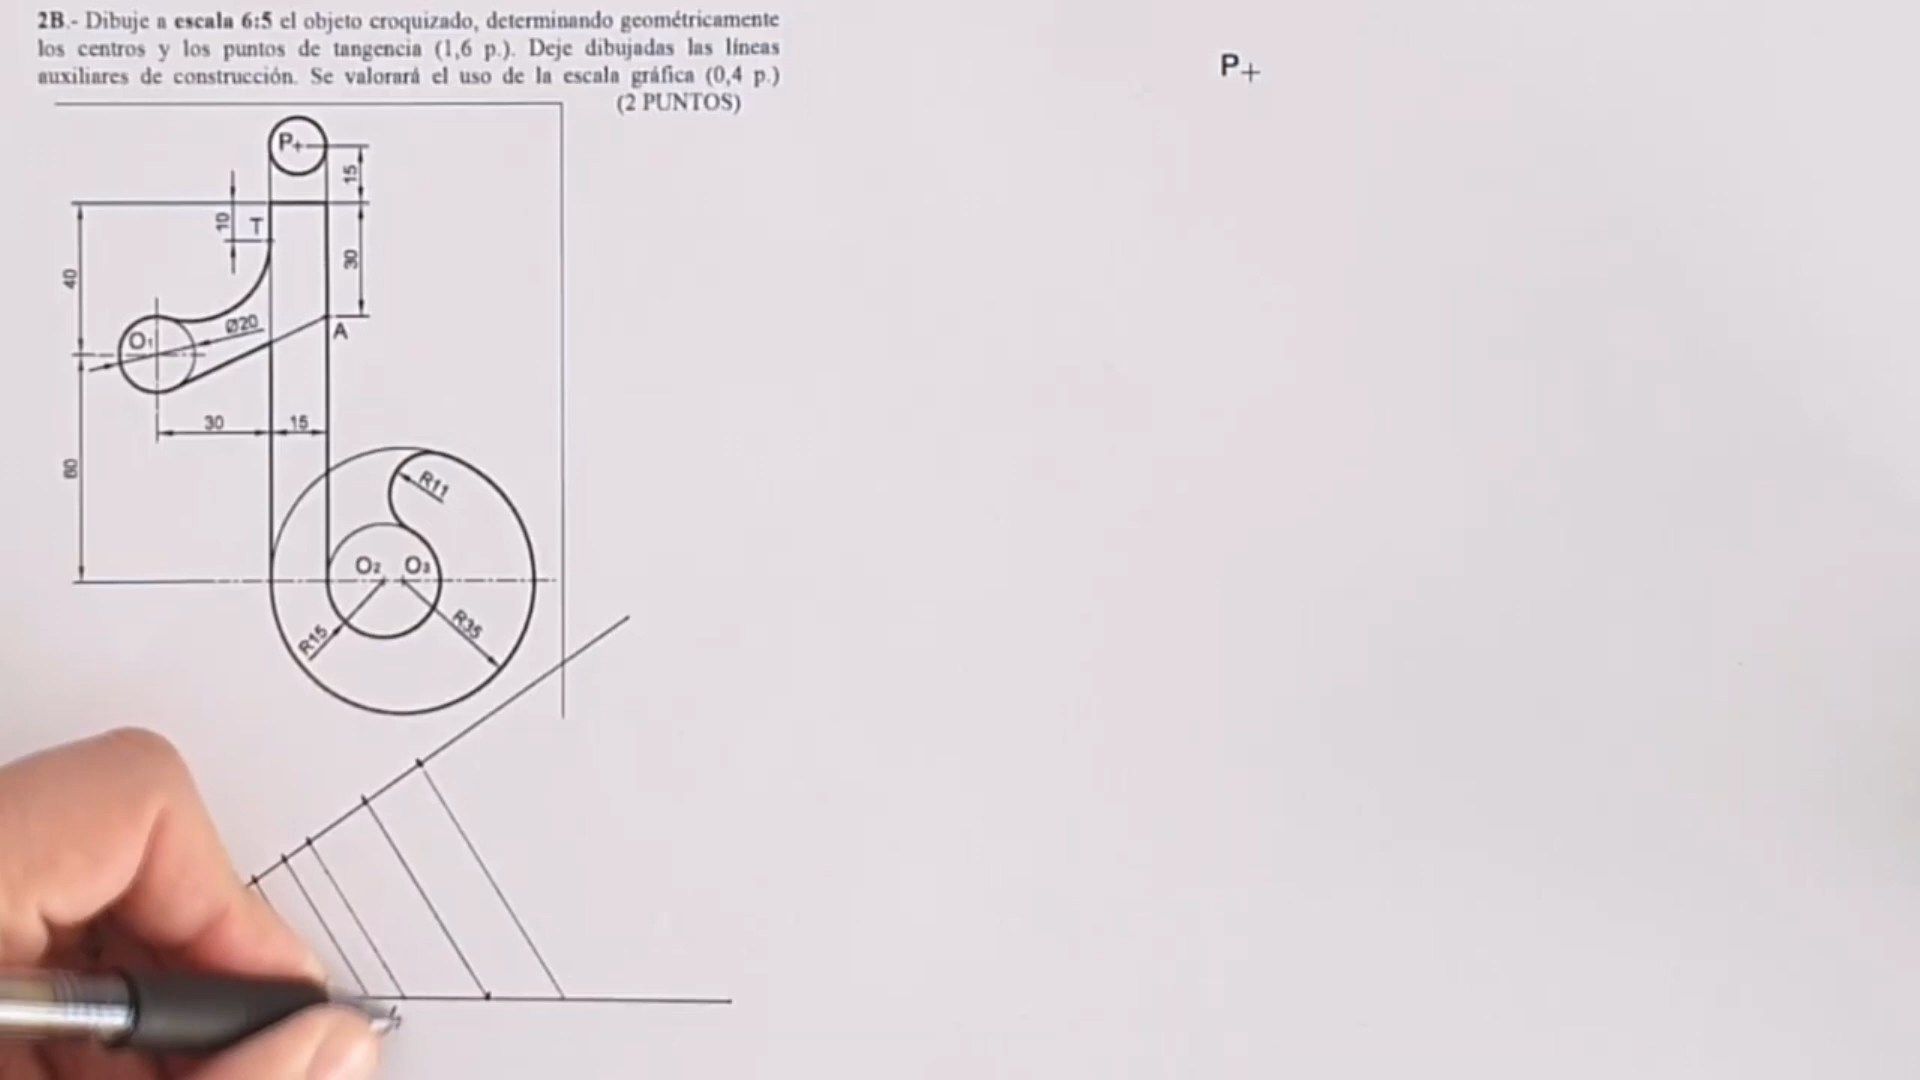 2B.- Dibuje a escala 6:5 el objeto croquizado, determinando geométricamente
los centros y los puntos de tangencia (1,6 p.). Deje dibujadas las líneas
auxiliares de construcción. Se valorará el uso de la escala gráfica (0,4 p.)
(2 PUNTOS)
P+
P+
15
10
T
40
30
Ø20
O1
A
30
15
60
R11
O2
O3
R15
R35